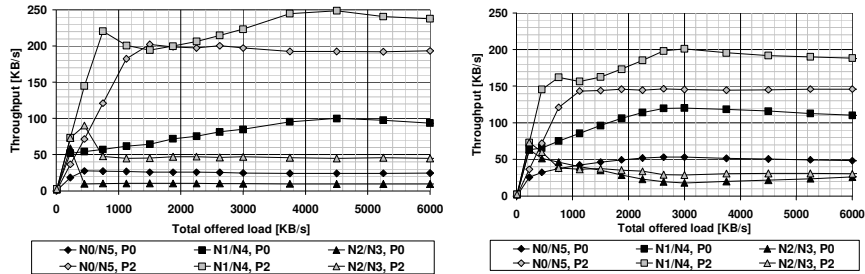 250
200
150
100
50
0
Throughput [KB/s]
0 1000 2000 3000 4000 5000 6000
Total offered load [KB/s]
N0/N5, P0 N1/N4, P0 N2/N3, P0
N0/N5, P2 N1/N4, P2 N2/N3, P2
250
200
150
100
50
0
Throughput [KB/s]
0 1000 2000 3000 4000 5000 6000
Total offered load [KB/s]
N0/N5, P0 N1/N4, P0 N2/N3, P0
N0/N5, P2 N1/N4, P2 N2/N3, P2